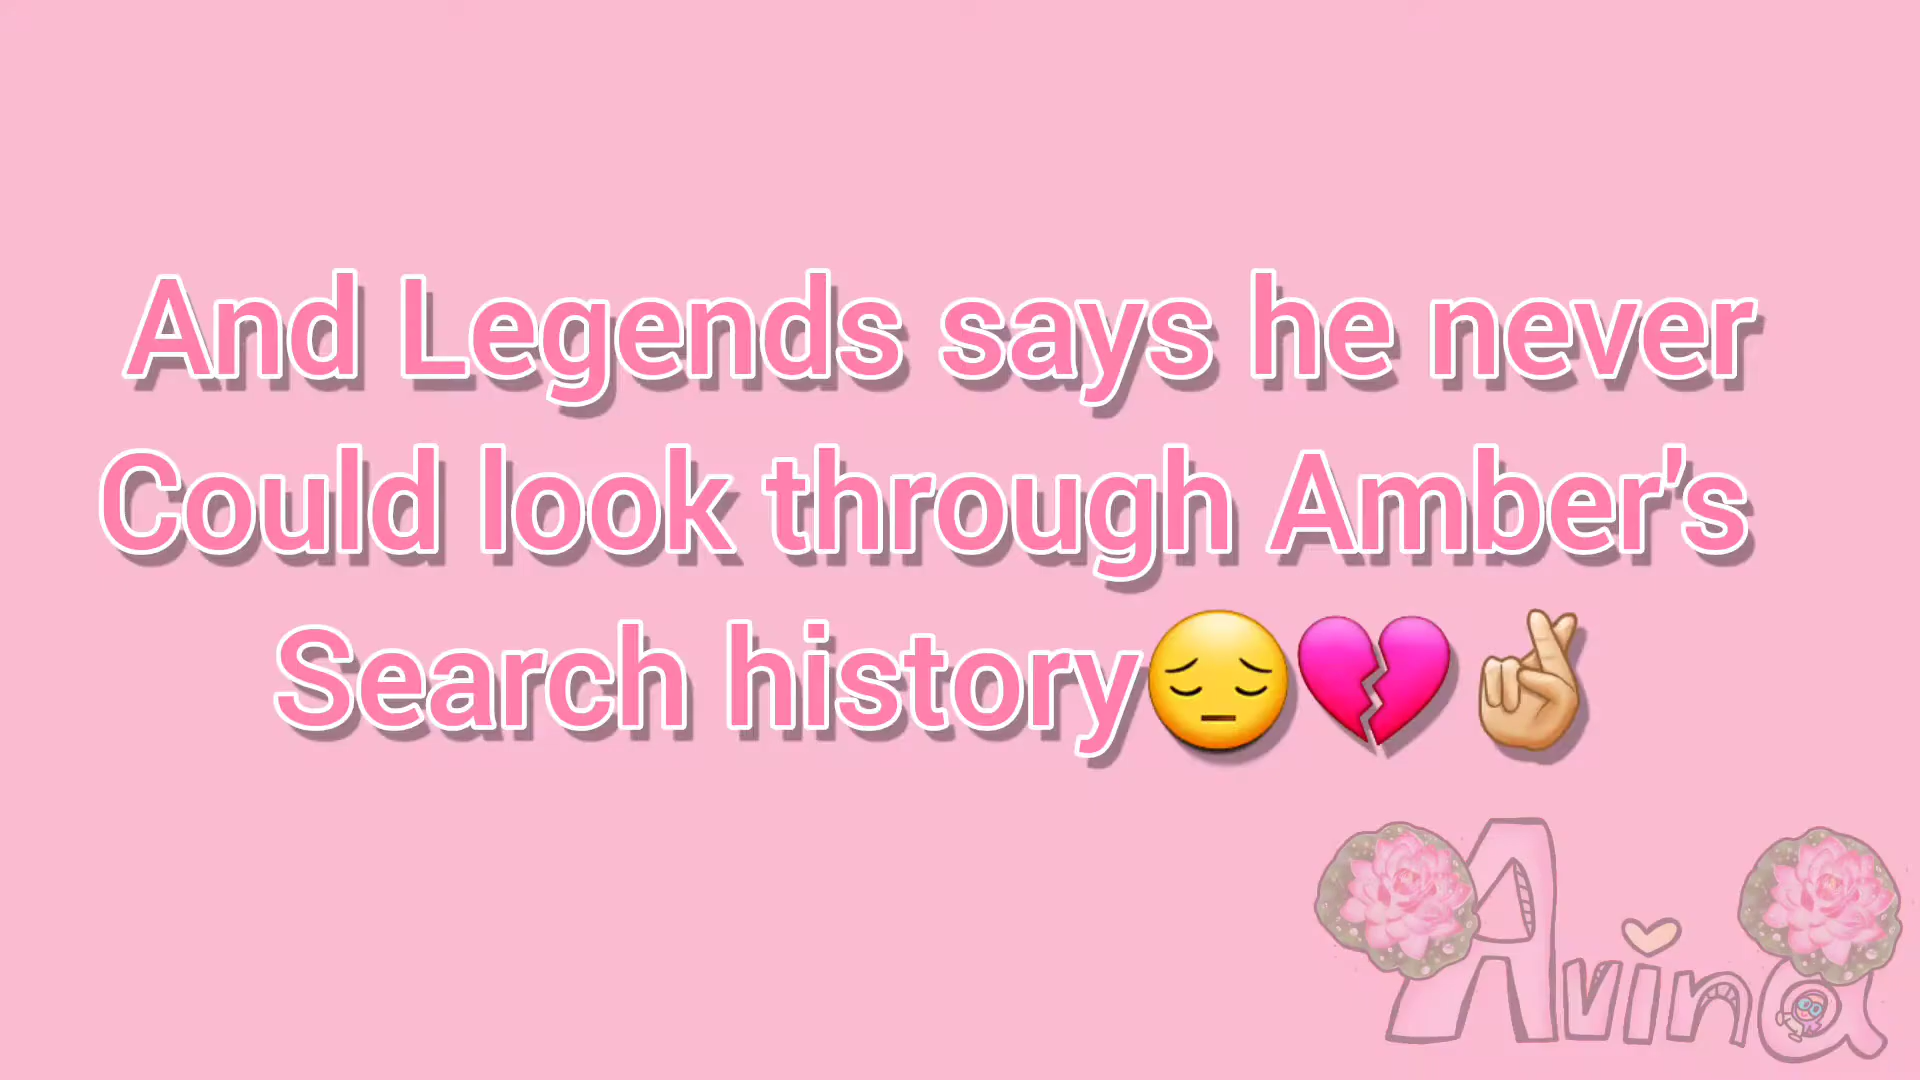 And Legends says he never
Could look through Amber's
Search history😔💔🤞🏼
Avina